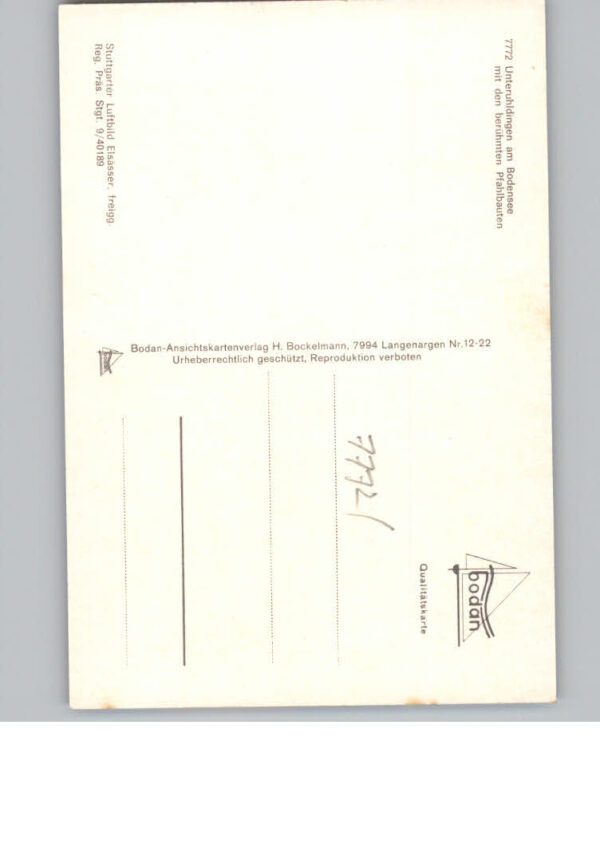 7772 Unteruhldingen am Bodensee
mit den berühmten Pfahlbauten
Stuttgarter Luftbild Elsässer, freigg.
Reg. Präs. Stgt. 9/40189
Bodan-Ansichtskartenverlag H. Bockelmann, 7994 Langenargen Nr.12-22
Urheberrechtlich geschützt, Reproduktion verboten
bodan
Qualitätskarte
7772/